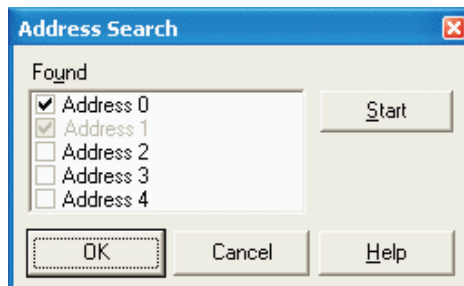 Address Search
Found
Address 0
Start
Address 1
Address 2
Address 3
Address 4
OK Cancel Help